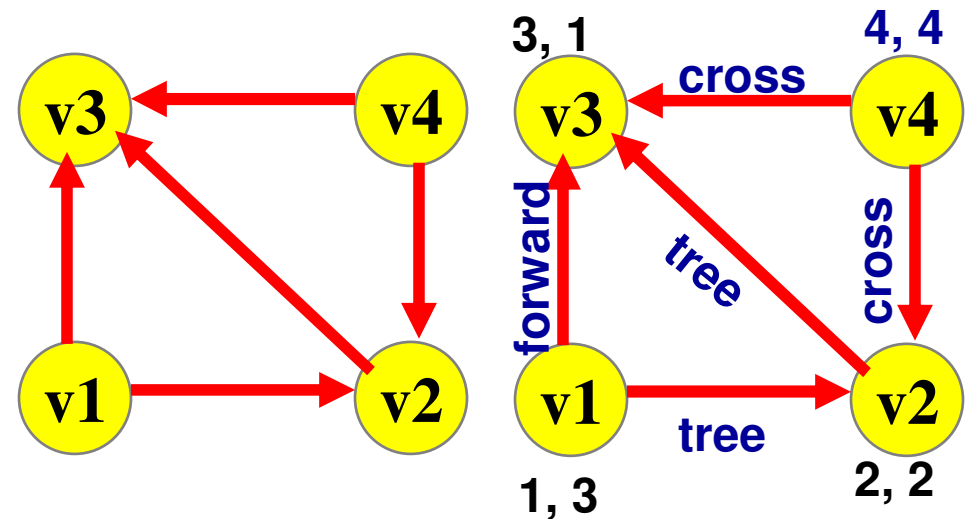 v3
v4
v1
v2
3, 1
4, 4
cross
v3
v4
forward
tree
cross
v1
v2
tree
1, 3
2, 2